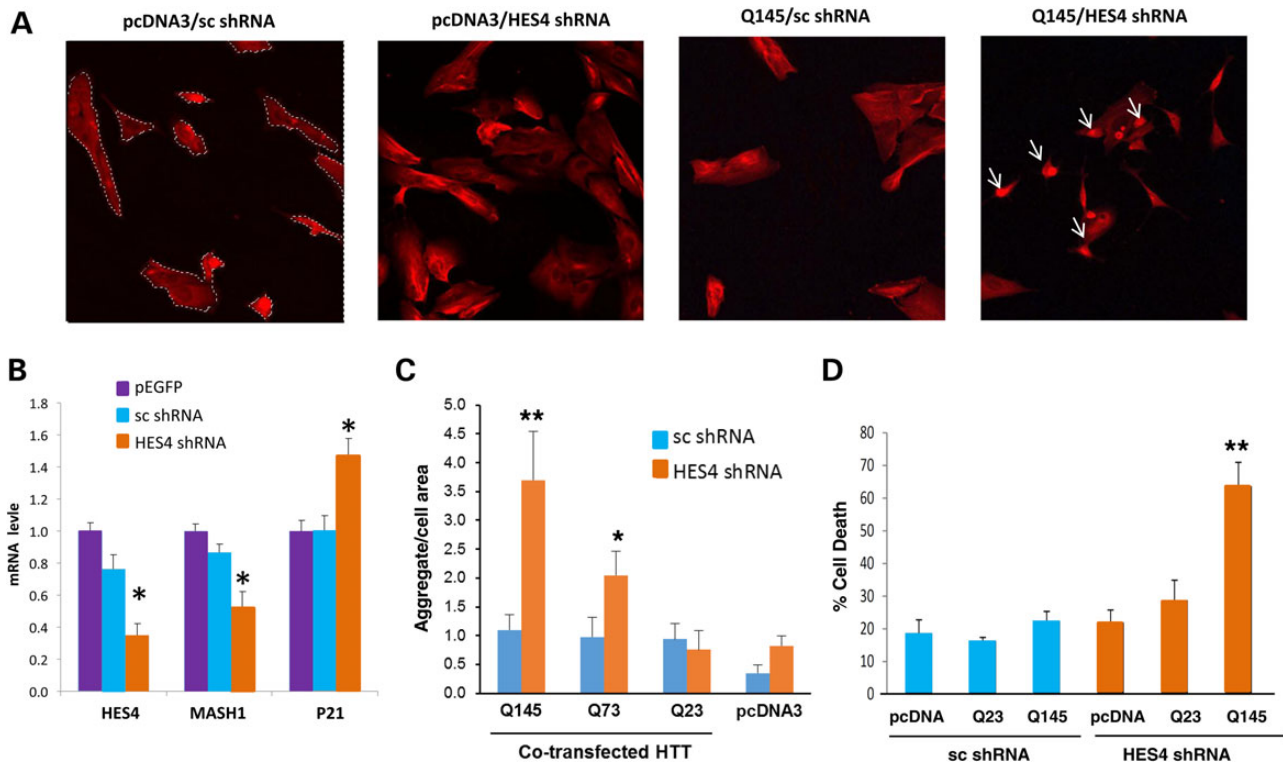 A
pcDNA3/sc shRNA
pcDNA3/HES4 shRNA
Q145/sc shRNA
Q145/HES4 shRNA
B
pEGFP
sc shRNA
HES4 shRNA
mRNA levle
1.8
1.6
1.4
1.2
1.0
0.8
0.6
0.4
0.2
0.0
*
*
*
HES4 MASH1 P21
C
sc shRNA
HES4 shRNA
Aggregate/cell area
5.0
4.5
4.0
3.5
3.0
2.5
2.0
1.5
1.0
0.5
0.0
**
*
Q145 Q73 Q23 pcDNA3
Co-transfected HTT
D
% Cell Death
80
70
60
50
40
30
20
10
0
**
pcDNA Q23 Q145 pcDNA Q23 Q145
sc shRNA HES4 shRNA